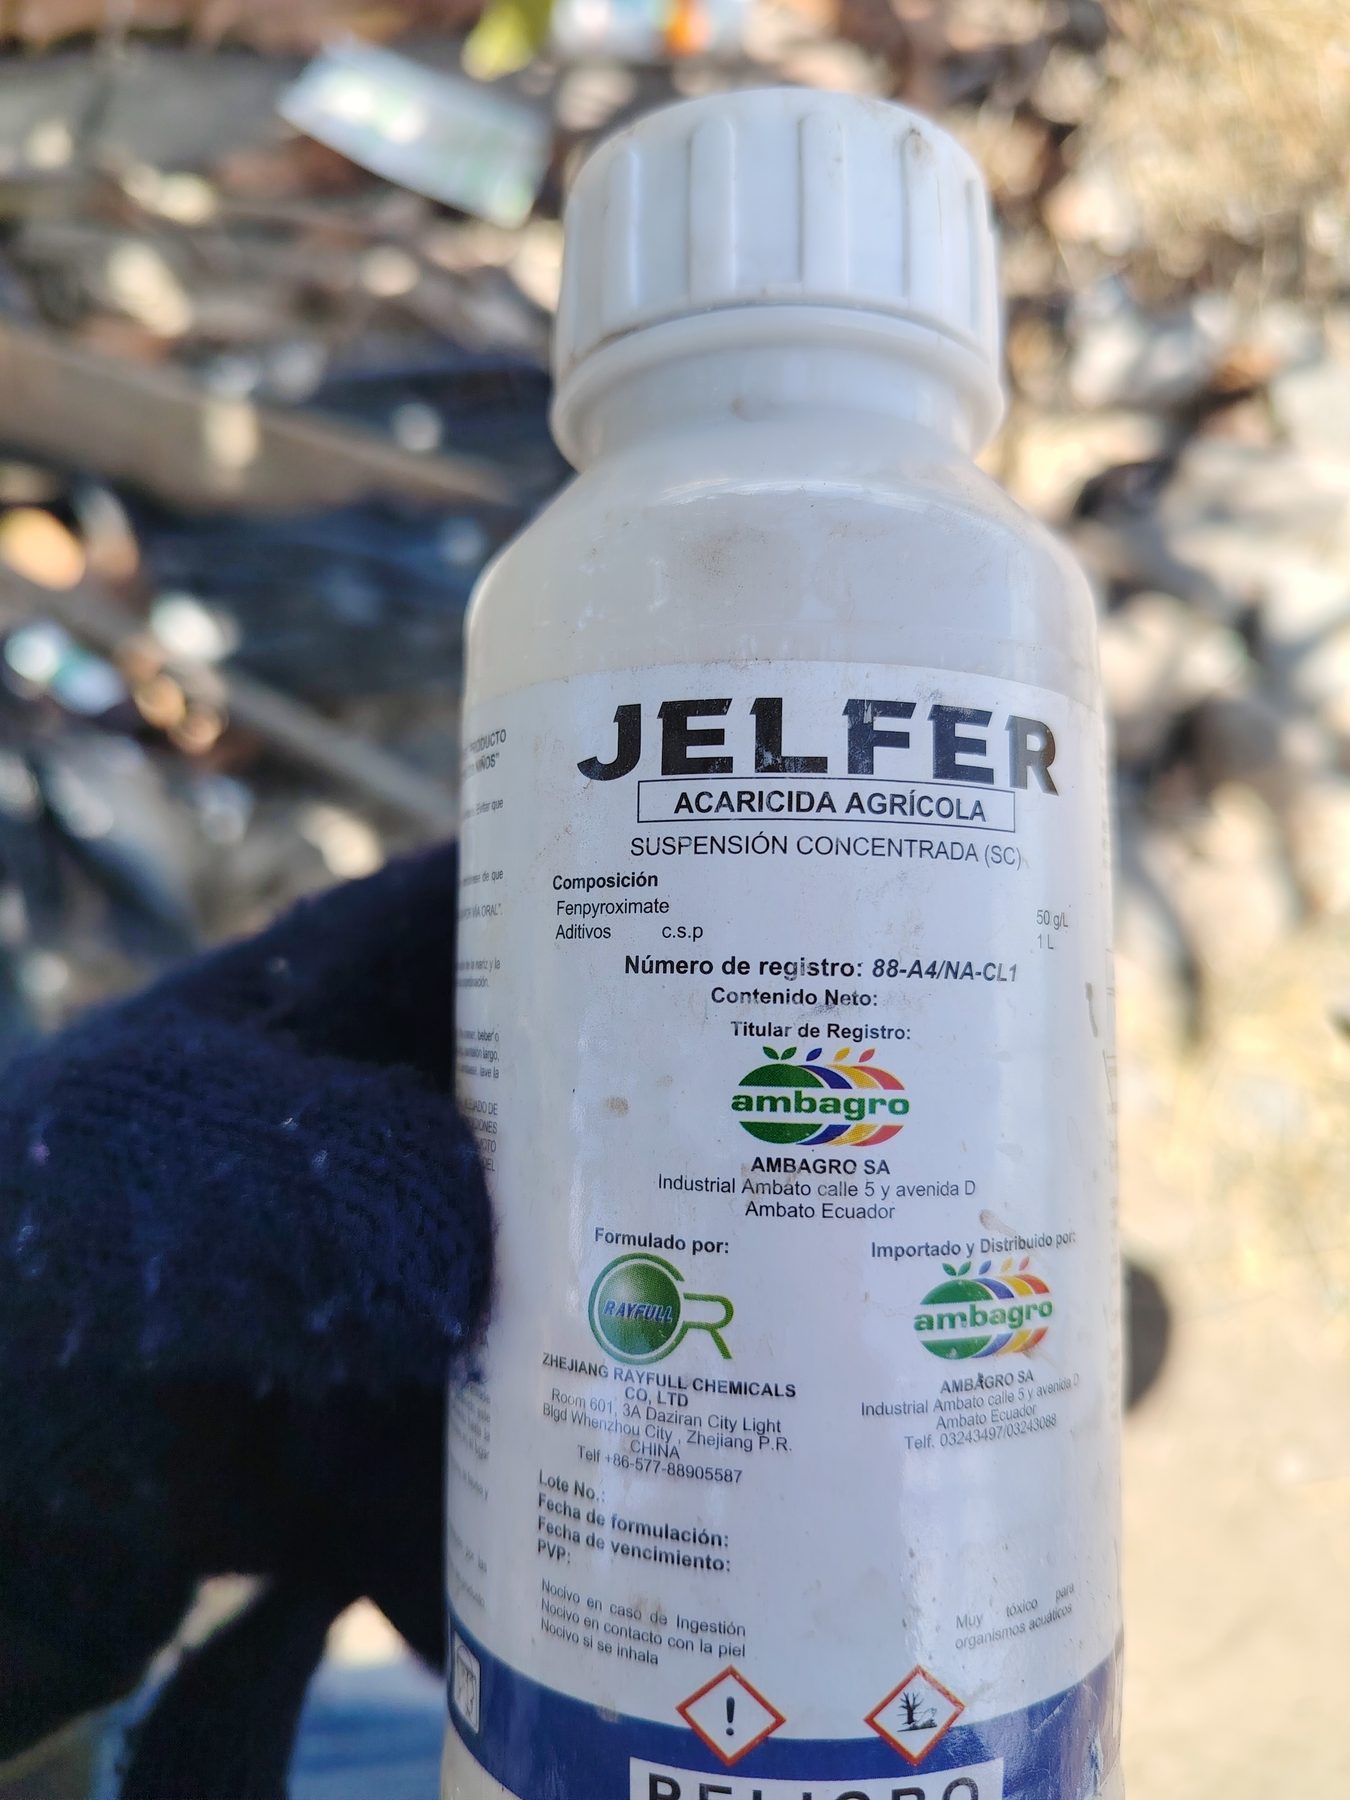 PRODUCTO
NIÑOS"
JELFER
ACARICIDA AGRÍCOLA
SUSPENSIÓN CONCENTRADA (SC)
Composición
Fenpyroximate 50 g/L
Aditivos c.s.p 1 L
Número de registro: 88-A4/NA-CL1
Contenido Neto:
Titular de Registro:
ambagro
AMBAGRO SA
Industrial Ambato calle 5 y avenida D
Ambato Ecuador
Formulado por:
RAYFULL
ZHEJIANG RAYFULL CHEMICALS
CO, LTD
Room 601, 3A Daziran City Light
Blgd Whenzhou City , Zhejiang P.R.
CHINA
Telf +86-577-88905587
Importado y Distribuido por:
ambagro
AMBAGRO SA
Industrial Ambato calle 5 y avenida D
Ambato Ecuador
Telf. 03243497/03243088
Lote No.:
Fecha de formulación:
Fecha de vencimiento:
PVP:
Nocivo en caso de Ingestión
Nocivo en contacto con la piel
Nocivo si se inhala
Muy tóxico para
organismos acuáticos
PELIGRO